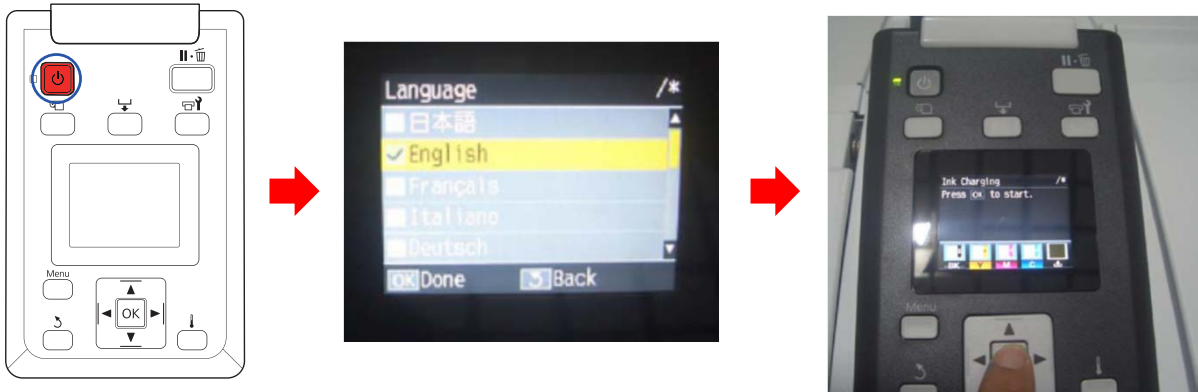 Menu
OK
Language /*
日本語
English
Français
Italiano
Deutsch
OK Done Back
Ink Charging /*
Press OK to start.
BK Y M C
Menu